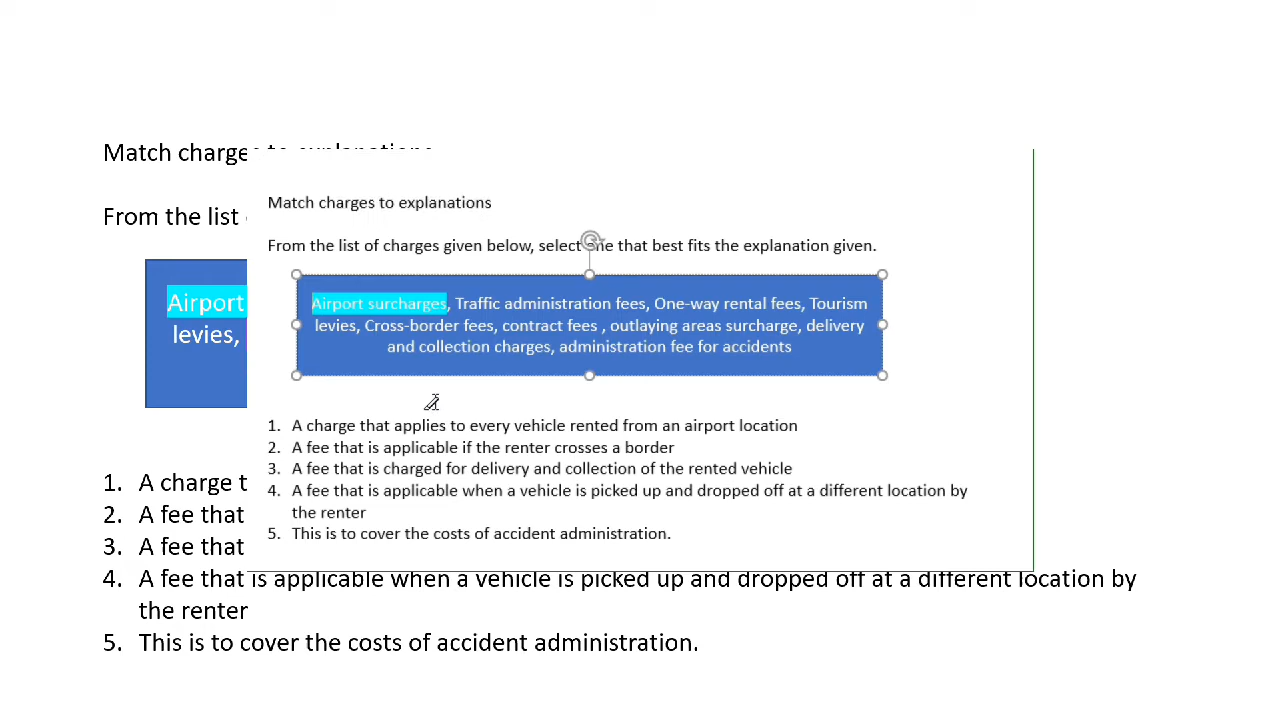 Match charges to explanations
From the list
Airport
levies,
1. A charge t
2. A fee that
3. A fee that
4. A fee that is applicable when a vehicle is picked up and dropped off at a different location by
the renter
5. This is to cover the costs of accident administration.
Match charges to explanations
From the list of charges given below, select one that best fits the explanation given.
Airport surcharges, Traffic administration fees, One-way rental fees, Tourism
levies, Cross-border fees, contract fees , outlaying areas surcharge, delivery
and collection charges, administration fee for accidents
1. A charge that applies to every vehicle rented from an airport location
2. A fee that is applicable if the renter crosses a border
3. A fee that is charged for delivery and collection of the rented vehicle
4. A fee that is applicable when a vehicle is picked up and dropped off at a different location by
the renter
5. This is to cover the costs of accident administration.